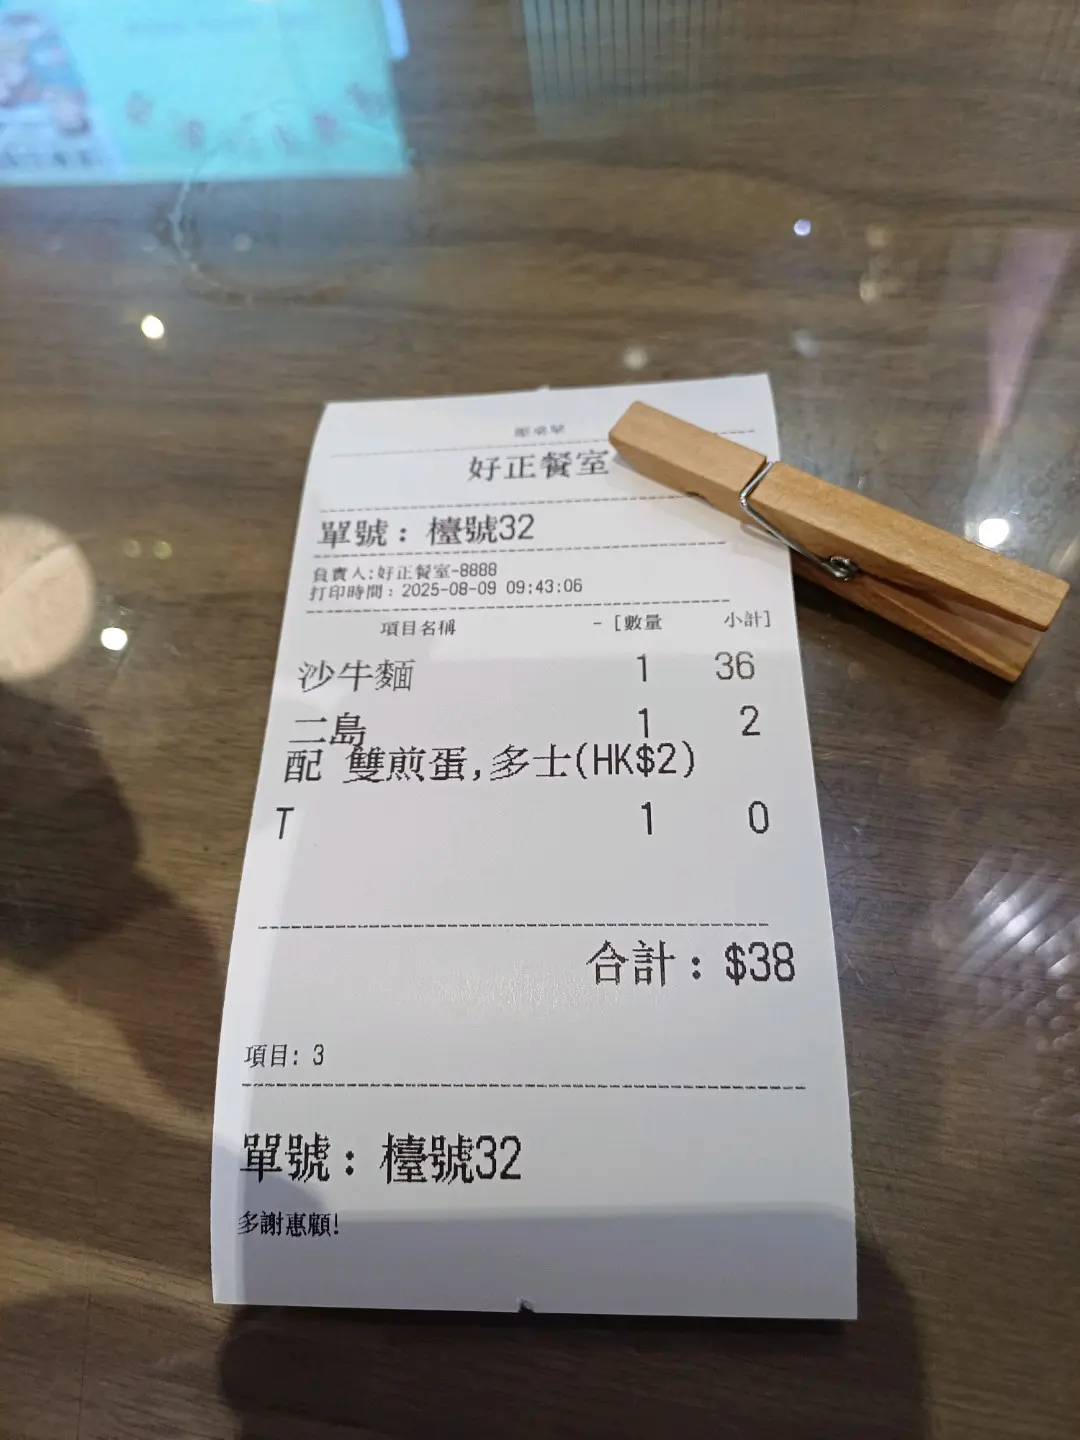 好正餐室
單號：檯號32
負責人:好正餐室-8888
打印時間：2025-08-09 09:43:06
項目名稱 -[數量 小計]
沙牛麵 1 36
二島 1 2
配 雙煎蛋,多士(HK$2)
T 1 0
合計：$38
項目: 3
單號：檯號32
多謝惠顧!